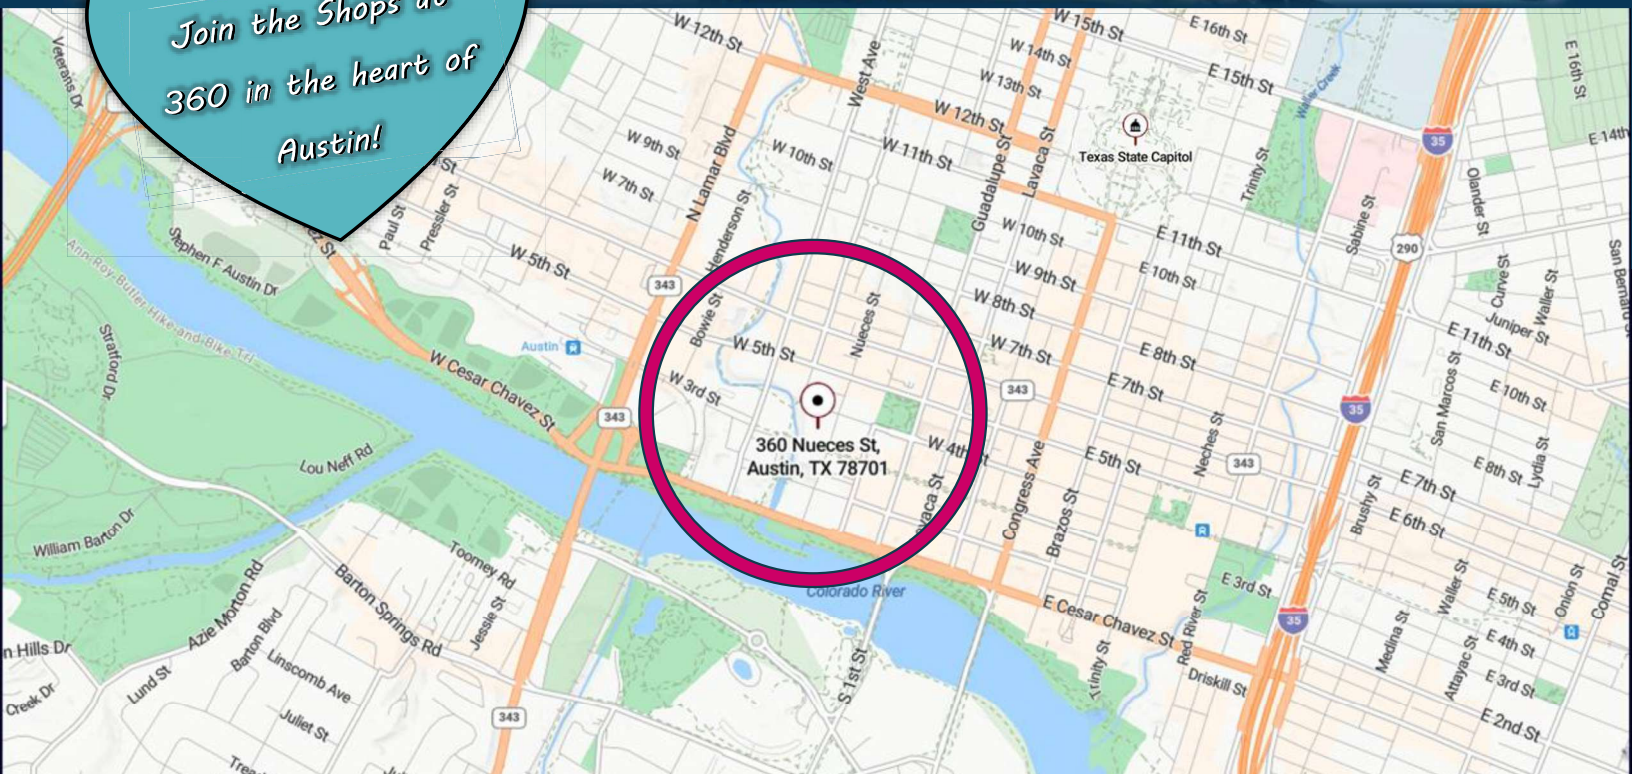 Join the Shops at
360 in the heart of
Austin!
W 12th St
W 15th St
E 16th St
W 14th St
W 13th St
E 15th St
E 16th St
Veterans Dr
West Ave
W 12th St
Waller Creek
W 9th St
N Lamar Blvd
W 10th St
W 11th St
Guadalupe St
Lavaca St
Texas State Capitol
35
E 14th
W 7th St
Trinity St
Olander St
Paul St
Pressler St
Henderson St
W 10th St
E 11th St
Sabine St
290
Stephen F Austin Dr
W 5th St
W 9th St
E 10th St
San Bernard
Ann-Roy-Butler-Hike-and-Bike-Trl
343
Bowie St
Nueces St
W 8th St
Curve St
Waller St
Juniper St
Stratford Dr
Austin
W 5th St
W 7th St
E 8th St
E 11th St
W Cesar Chavez St
W 3rd St
343
E 7th St
35
San Marcos St
E 10th St
343
360 Nueces St,
Austin, TX 78701
W 4th St
Congress Ave
E 5th St
Neches St
343
Lou Neff Rd
E 8th St
Lydia St
E 7th St
Brazos St
Brushy St
E 6th St
William Barton Dr
Toomey Rd
Azie Morton Rd
Barton Springs Rd
Colorado River
E 3rd St
Waller St
E 5th St
Onion St
Comal St
Jessie St
E Cesar Chavez St
Red River St
35
E 4th St
n Hills Dr
Barton Blvd
Linscomb Ave
Medina St
Attayac St
S 1st St
Trinity St
Driskill St
E 3rd St
Creek Dr
Lund St
Juliet St
343
E 2nd St